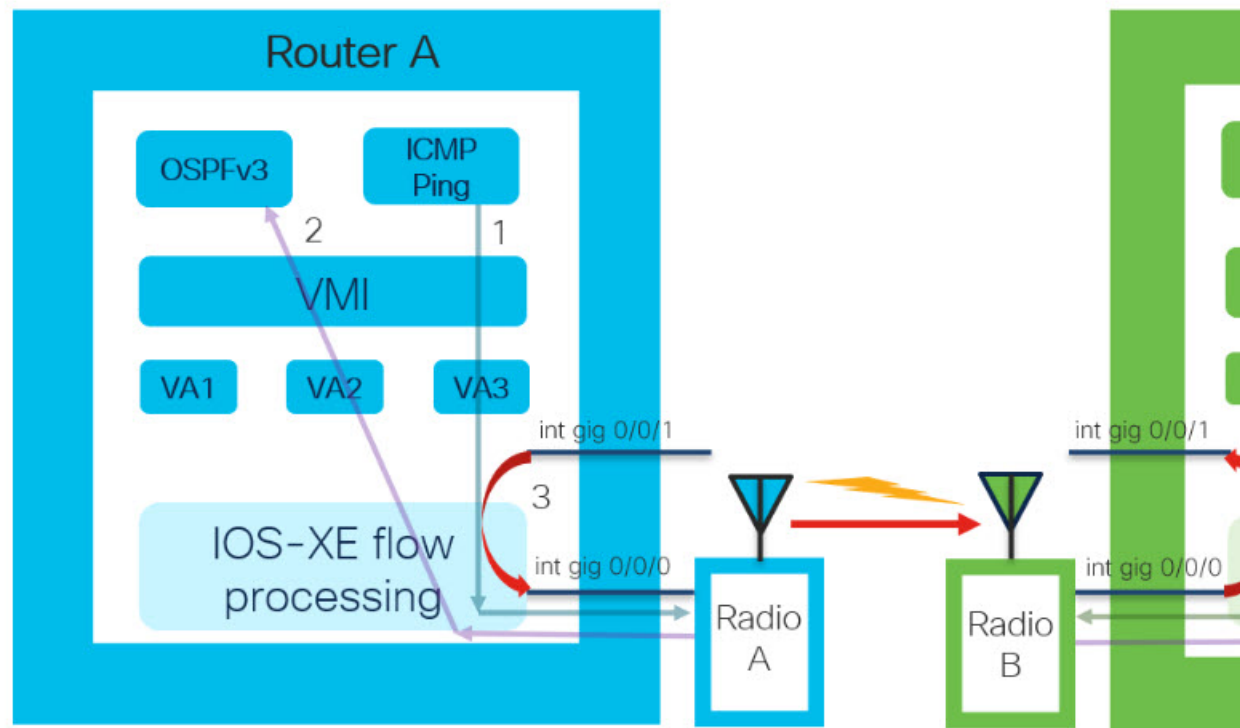 Router A
OSPFv3
ICMP
Ping
2
1
VMI
VA1
VA2
VA3
int gig 0/0/1
int gig 0/0/1
3
IOS-XE flow
processing
int gig 0/0/0
int gig 0/0/0
Radio
A
Radio
B